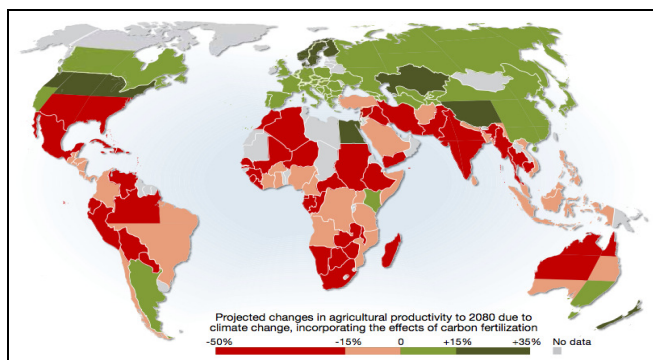 Projected changes in agricultural productivity to 2080 due to
climate change, incorporating the effects of carbon fertilization
-50% -15% 0 +15% +35% No data